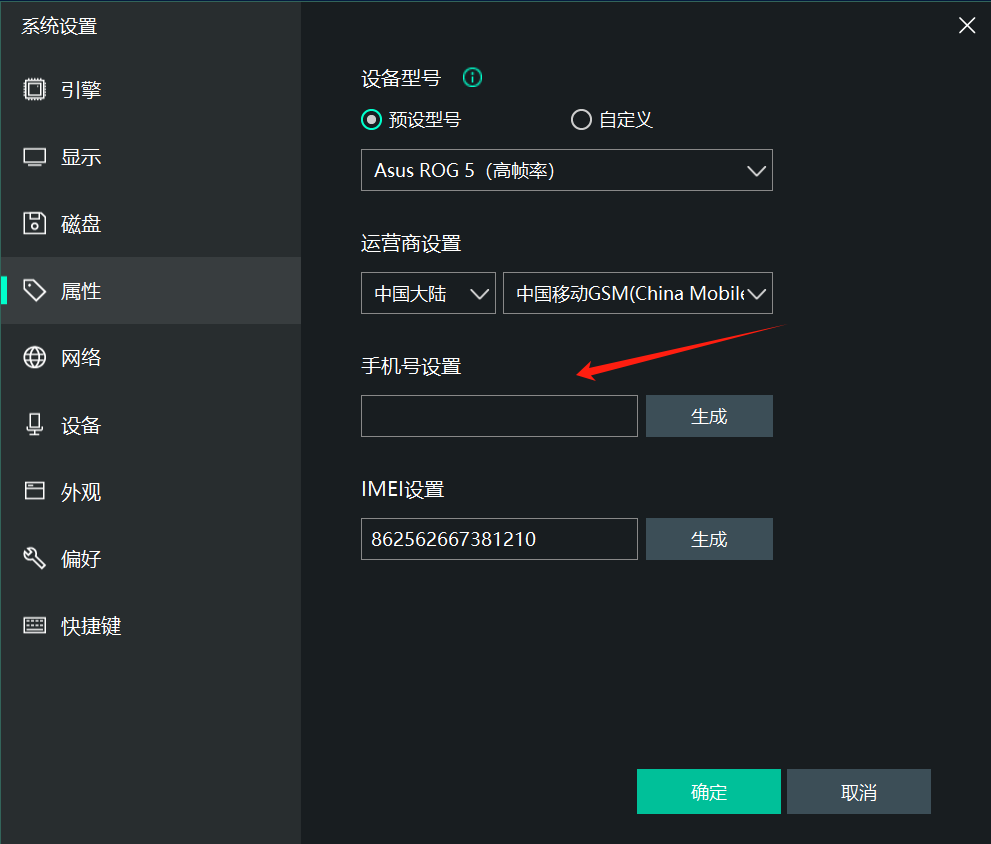 系统设置
引擎
显示
磁盘
属性
网络
设备
外观
偏好
快捷键
设备型号
预设型号 自定义
Asus ROG 5（高帧率）
运营商设置
中国大陆 中国移动GSM(China Mobile
手机号设置
生成
IMEI设置
862562667381210 生成
确定 取消